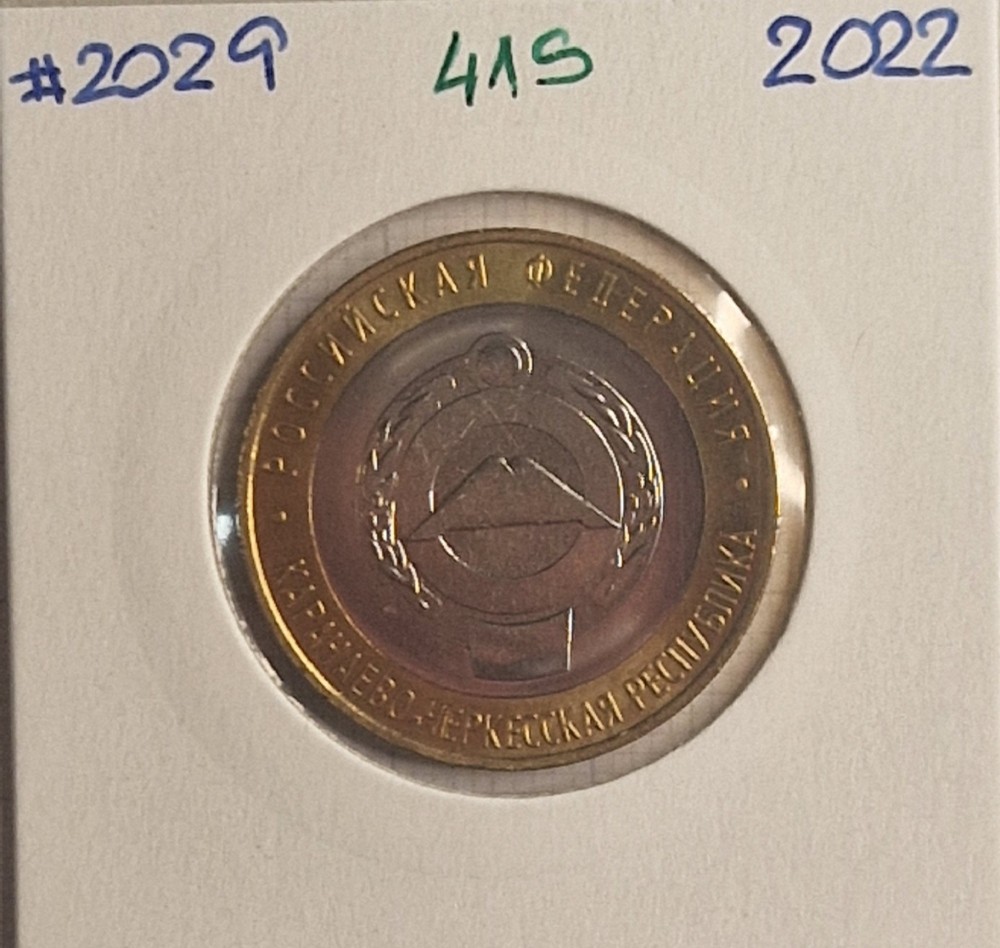 #2029 41S 2022
РОССИЙСКАЯ ФЕДЕРАЦИЯ
КАРАЧАЕВО-ЧЕРКЕССКАЯ РЕСПУБЛИКА